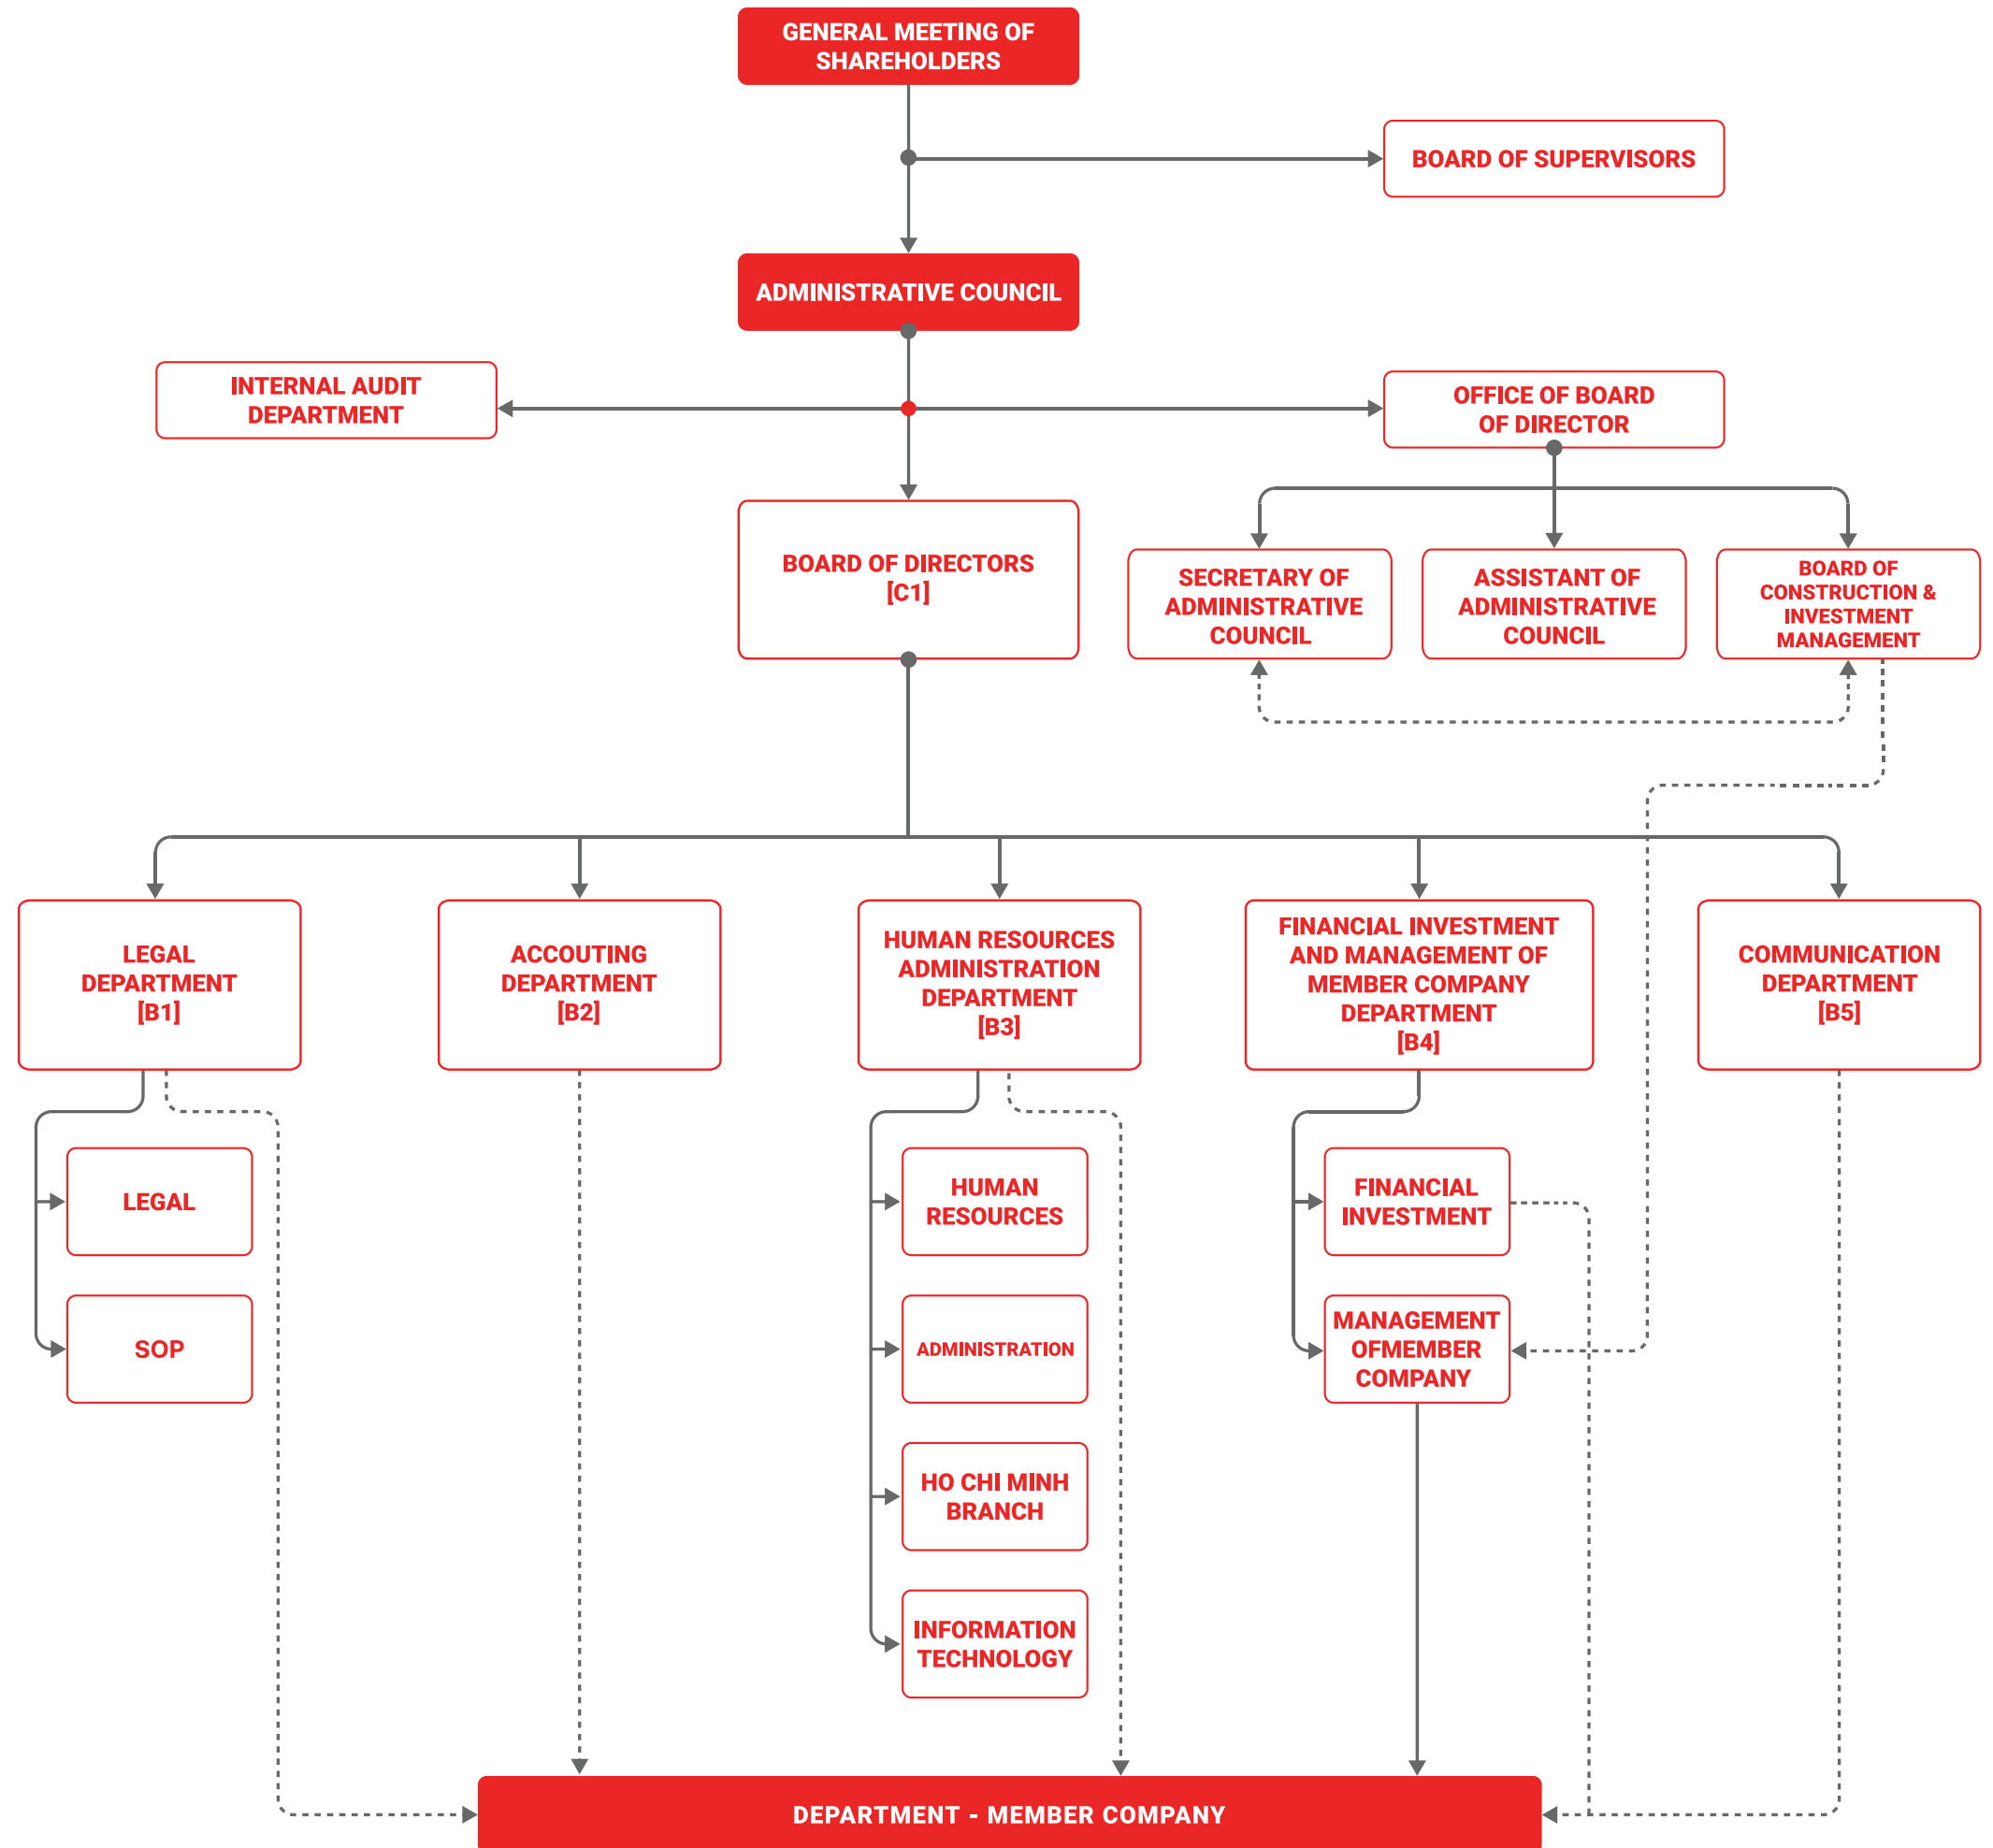 GENERAL MEETING OF
SHAREHOLDERS
BOARD OF SUPERVISORS
ADMINISTRATIVE COUNCIL
INTERNAL AUDIT
DEPARTMENT
OFFICE OF BOARD
OF DIRECTOR
BOARD OF DIRECTORS
[C1]
SECRETARY OF
ADMINISTRATIVE
COUNCIL
ASSISTANT OF
ADMINISTRATIVE
COUNCIL
BOARD OF
CONSTRUCTION &
INVESTMENT
MANAGEMENT
LEGAL
DEPARTMENT
[B1]
ACCOUTING
DEPARTMENT
[B2]
HUMAN RESOURCES
ADMINISTRATION
DEPARTMENT
[B3]
FINANCIAL INVESTMENT
AND MANAGEMENT OF
MEMBER COMPANY
DEPARTMENT
[B4]
COMMUNICATION
DEPARTMENT
[B5]
LEGAL
SOP
HUMAN
RESOURCES
ADMINISTRATION
HO CHI MINH
BRANCH
INFORMATION
TECHNOLOGY
FINANCIAL
INVESTMENT
MANAGEMENT
OFMEMBER
COMPANY
DEPARTMENT - MEMBER COMPANY